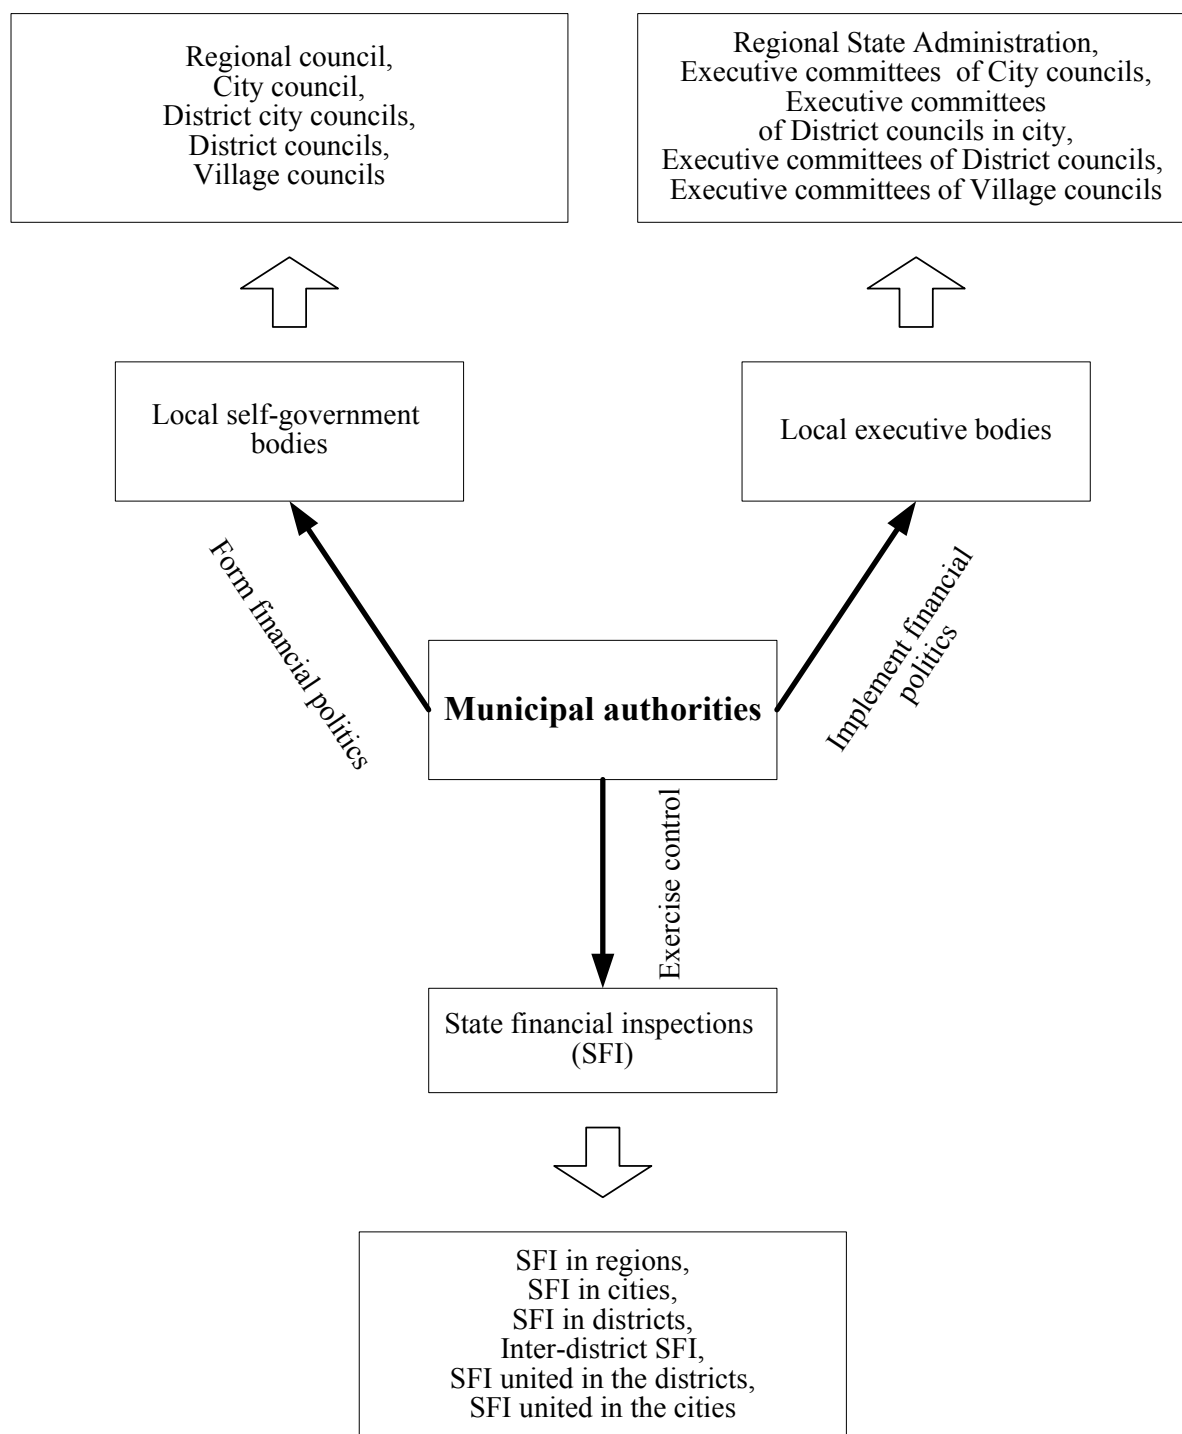 Regional council,
City council,
District city councils,
District councils,
Village councils
Regional State Administration,
Executive committees of City councils,
Executive committees
of District councils in city,
Executive committees of District councils,
Executive committees of Village councils
Local self-government
bodies
Local executive bodies
Form financial politics
Implement financial
politics
Municipal authorities
Exercise control
State financial inspections
(SFI)
SFI in regions,
SFI in cities,
SFI in districts,
Inter-district SFI,
SFI united in the districts,
SFI united in the cities